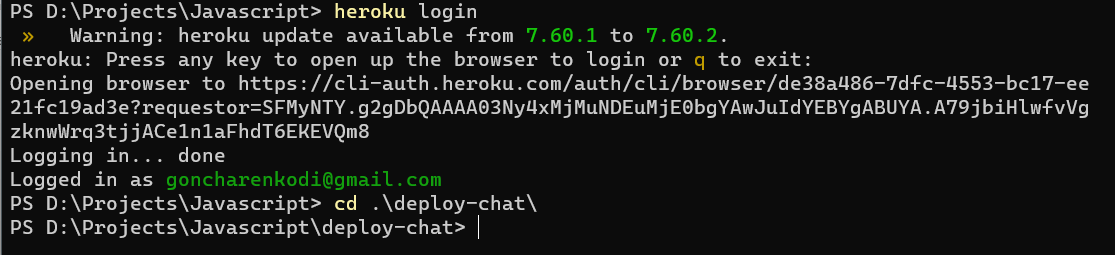 PS D:\Projects\Javascript> heroku login
»   Warning: heroku update available from 7.60.1 to 7.60.2.
heroku: Press any key to open up the browser to login or q to exit:
Opening browser to https://cli-auth.heroku.com/auth/cli/browser/de38a486-7dfc-4553-bc17-ee
21fc19ad3e?requestor=SFMyNTY.g2gDbQAAAA03Ny4xMjMuNDEuMjE0bgYAwJuIdYEBYgABUYA.A79jbiHlwfvVg
zknwWrq3tjjACe1n1aFhdT6EKEVQm8
Logging in... done
Logged in as goncharenkodi@gmail.com
PS D:\Projects\Javascript> cd .\deploy-chat\
PS D:\Projects\Javascript\deploy-chat>